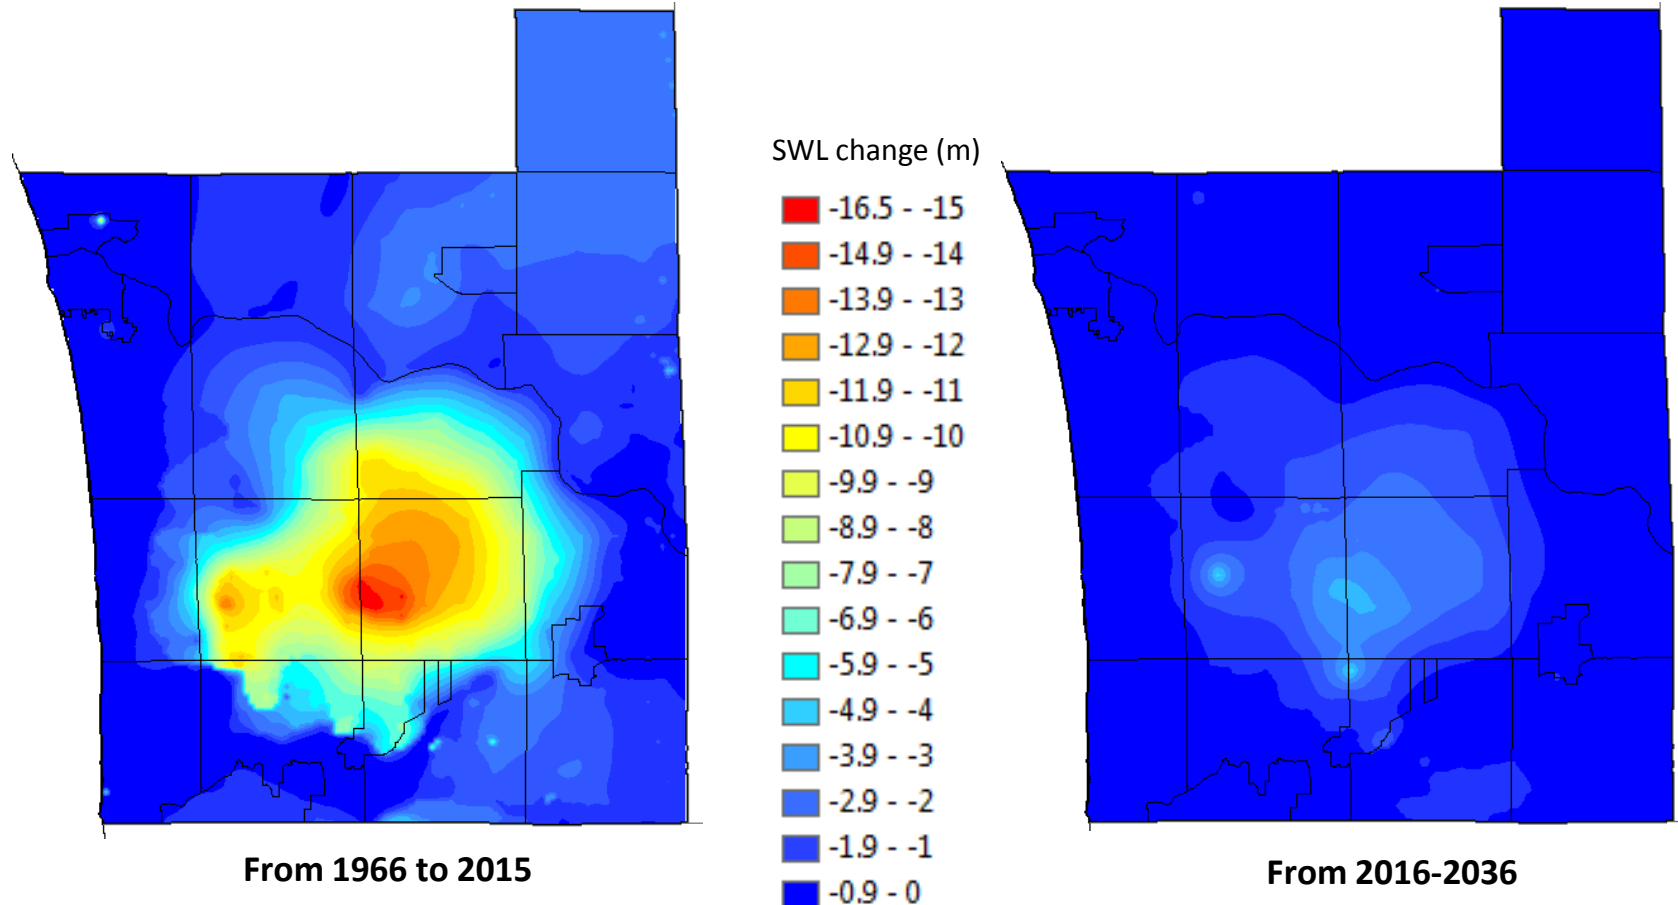 SWL change (m)
-16.5 - -15
-14.9 - -14
-13.9 - -13
-12.9 - -12
-11.9 - -11
-10.9 - -10
-9.9 - -9
-8.9 - -8
-7.9 - -7
-6.9 - -6
-5.9 - -5
-4.9 - -4
-3.9 - -3
-2.9 - -2
-1.9 - -1
-0.9 - 0
From 1966 to 2015
From 2016-2036